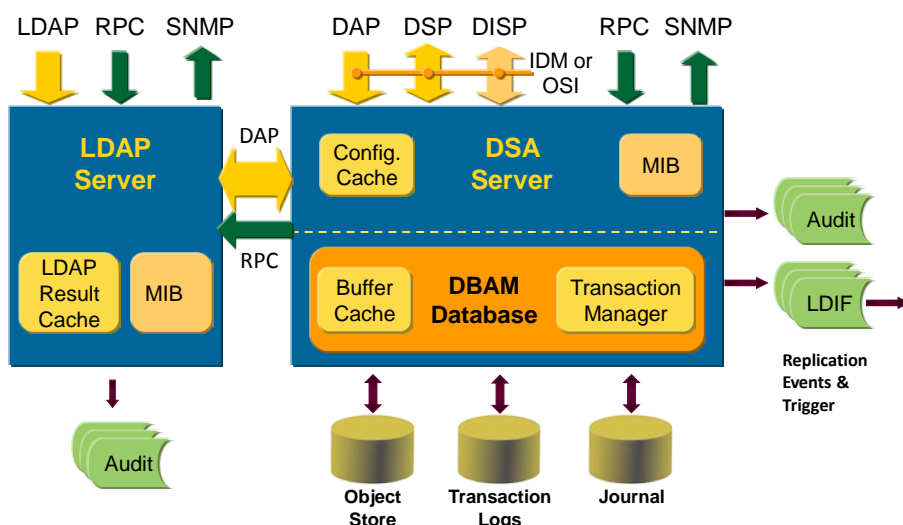 LDAP RPC SNMP
DAP DSP DISP
IDM or
OSI
RPC SNMP
LDAP
Server
DAP
RPC
LDAP
Result
Cache
MIB
Config.
Cache
DSA
Server
MIB
Buffer
Cache
DBAM
Database
Transaction
Manager
Audit
LDIF
Replication
Events &
Trigger
Audit
Object
Store
Transaction
Logs
Journal